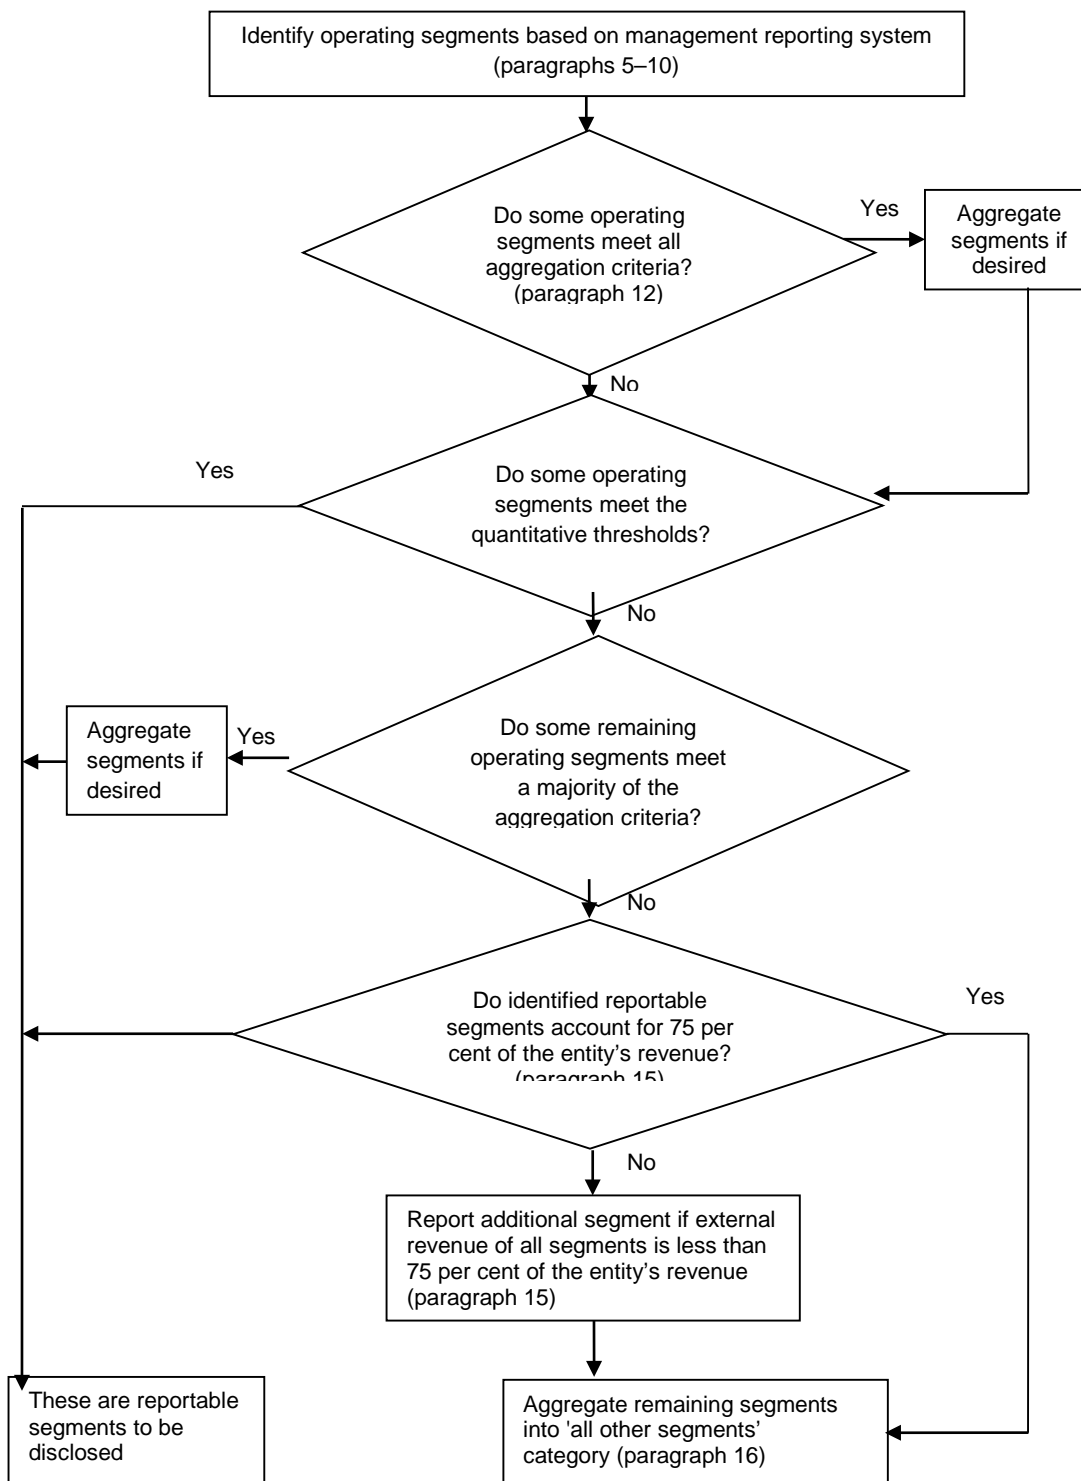 Identify operating segments based on management reporting system
(paragraphs 5–10)
Do some operating
segments meet all
aggregation criteria?
(paragraph 12)
Yes
Aggregate
segments if
desired
No
Yes
Do some operating
segments meet the
quantitative thresholds?
No
Do some remaining
operating segments meet
a majority of the
aggregation criteria?
Yes
Aggregate
segments if
desired
No
Do identified reportable
segments account for 75 per
cent of the entity’s revenue?
(paragraph 15)
Yes
No
Report additional segment if external
revenue of all segments is less than
75 per cent of the entity’s revenue
(paragraph 15)
These are reportable
segments to be
disclosed
Aggregate remaining segments
into 'all other segments’
category (paragraph 16)